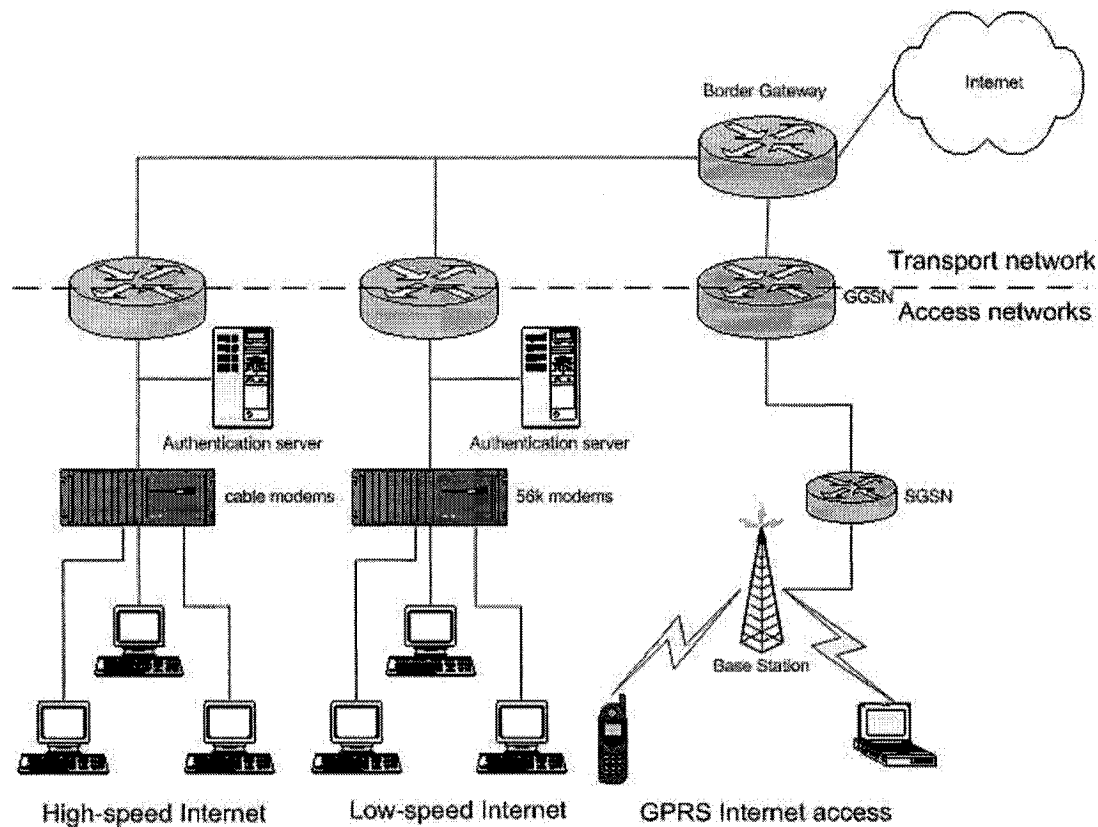 Internet
Border Gateway
Transport network
GGSN
Access networks
Authentication server
Authentication server
cable modems
56k modems
SGSN
Base Station
High-speed Internet
Low-speed Internet
GPRS Internet access